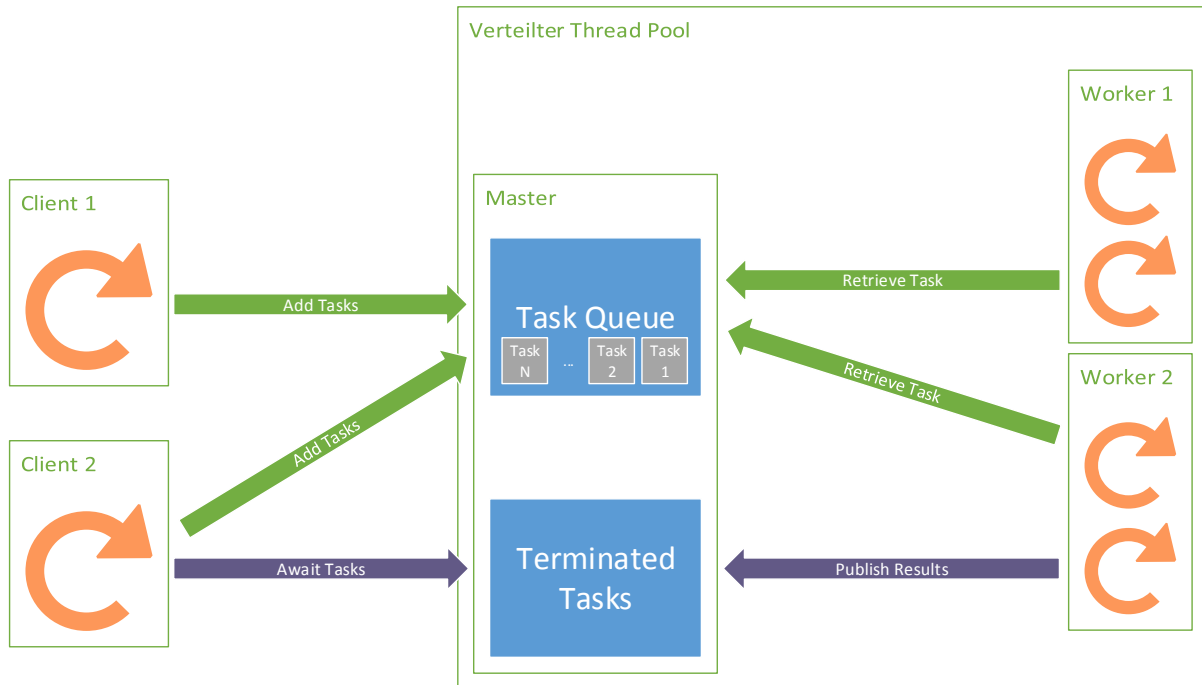 Verteilter Thread Pool
Worker 1
Client 1
Master
Retrieve Task
Add Tasks
Task Queue
Task
N
...
Task
2
Task
1
Retrieve Task
Worker 2
Add Tasks
Client 2
Terminated
Tasks
Await Tasks
Publish Results